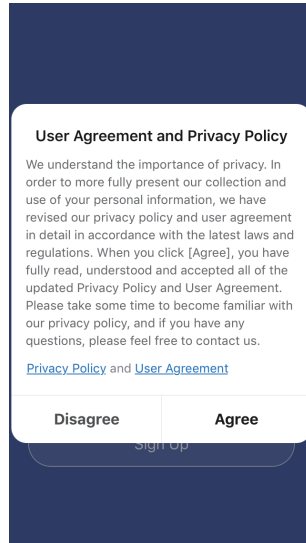 User Agreement and Privacy Policy
We understand the importance of privacy. In
order to more fully present our collection and
use of your personal information, we have
revised our privacy policy and user agreement
in detail in accordance with the latest laws and
regulations. When you click [Agree], you have
fully read, understood and accepted all of the
updated Privacy Policy and User Agreement.
Please take some time to become familiar with
our privacy policy, and if you have any
questions, please feel free to contact us.
Privacy Policy and User Agreement
Disagree Agree
Sign Up